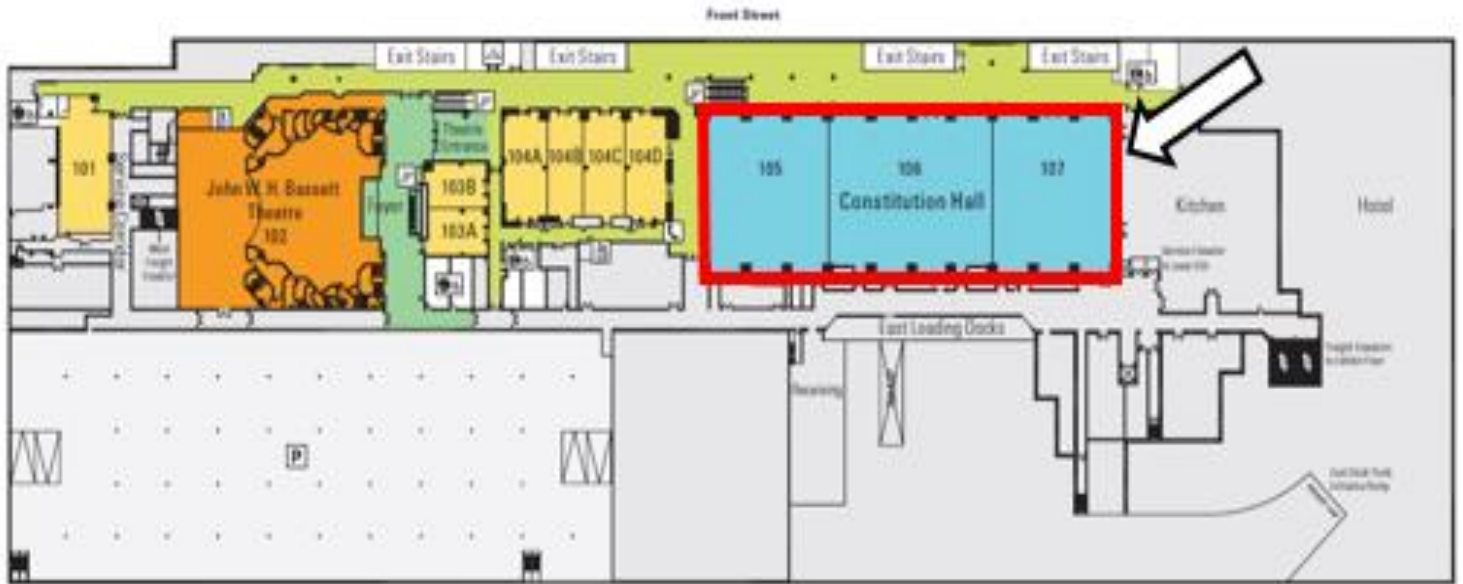 Front Street
Exit Stairs
Exit Stairs
Exit Stairs
Exit Stairs
101
John W. H. Bassett
Theatre
102
Foyer
Theatre
Entrance
103B
103A
104A
104B
104C
104D
105
106
107
Constitution Hall
Kitchen
Hotel
East Loading Docks
Receiving
P